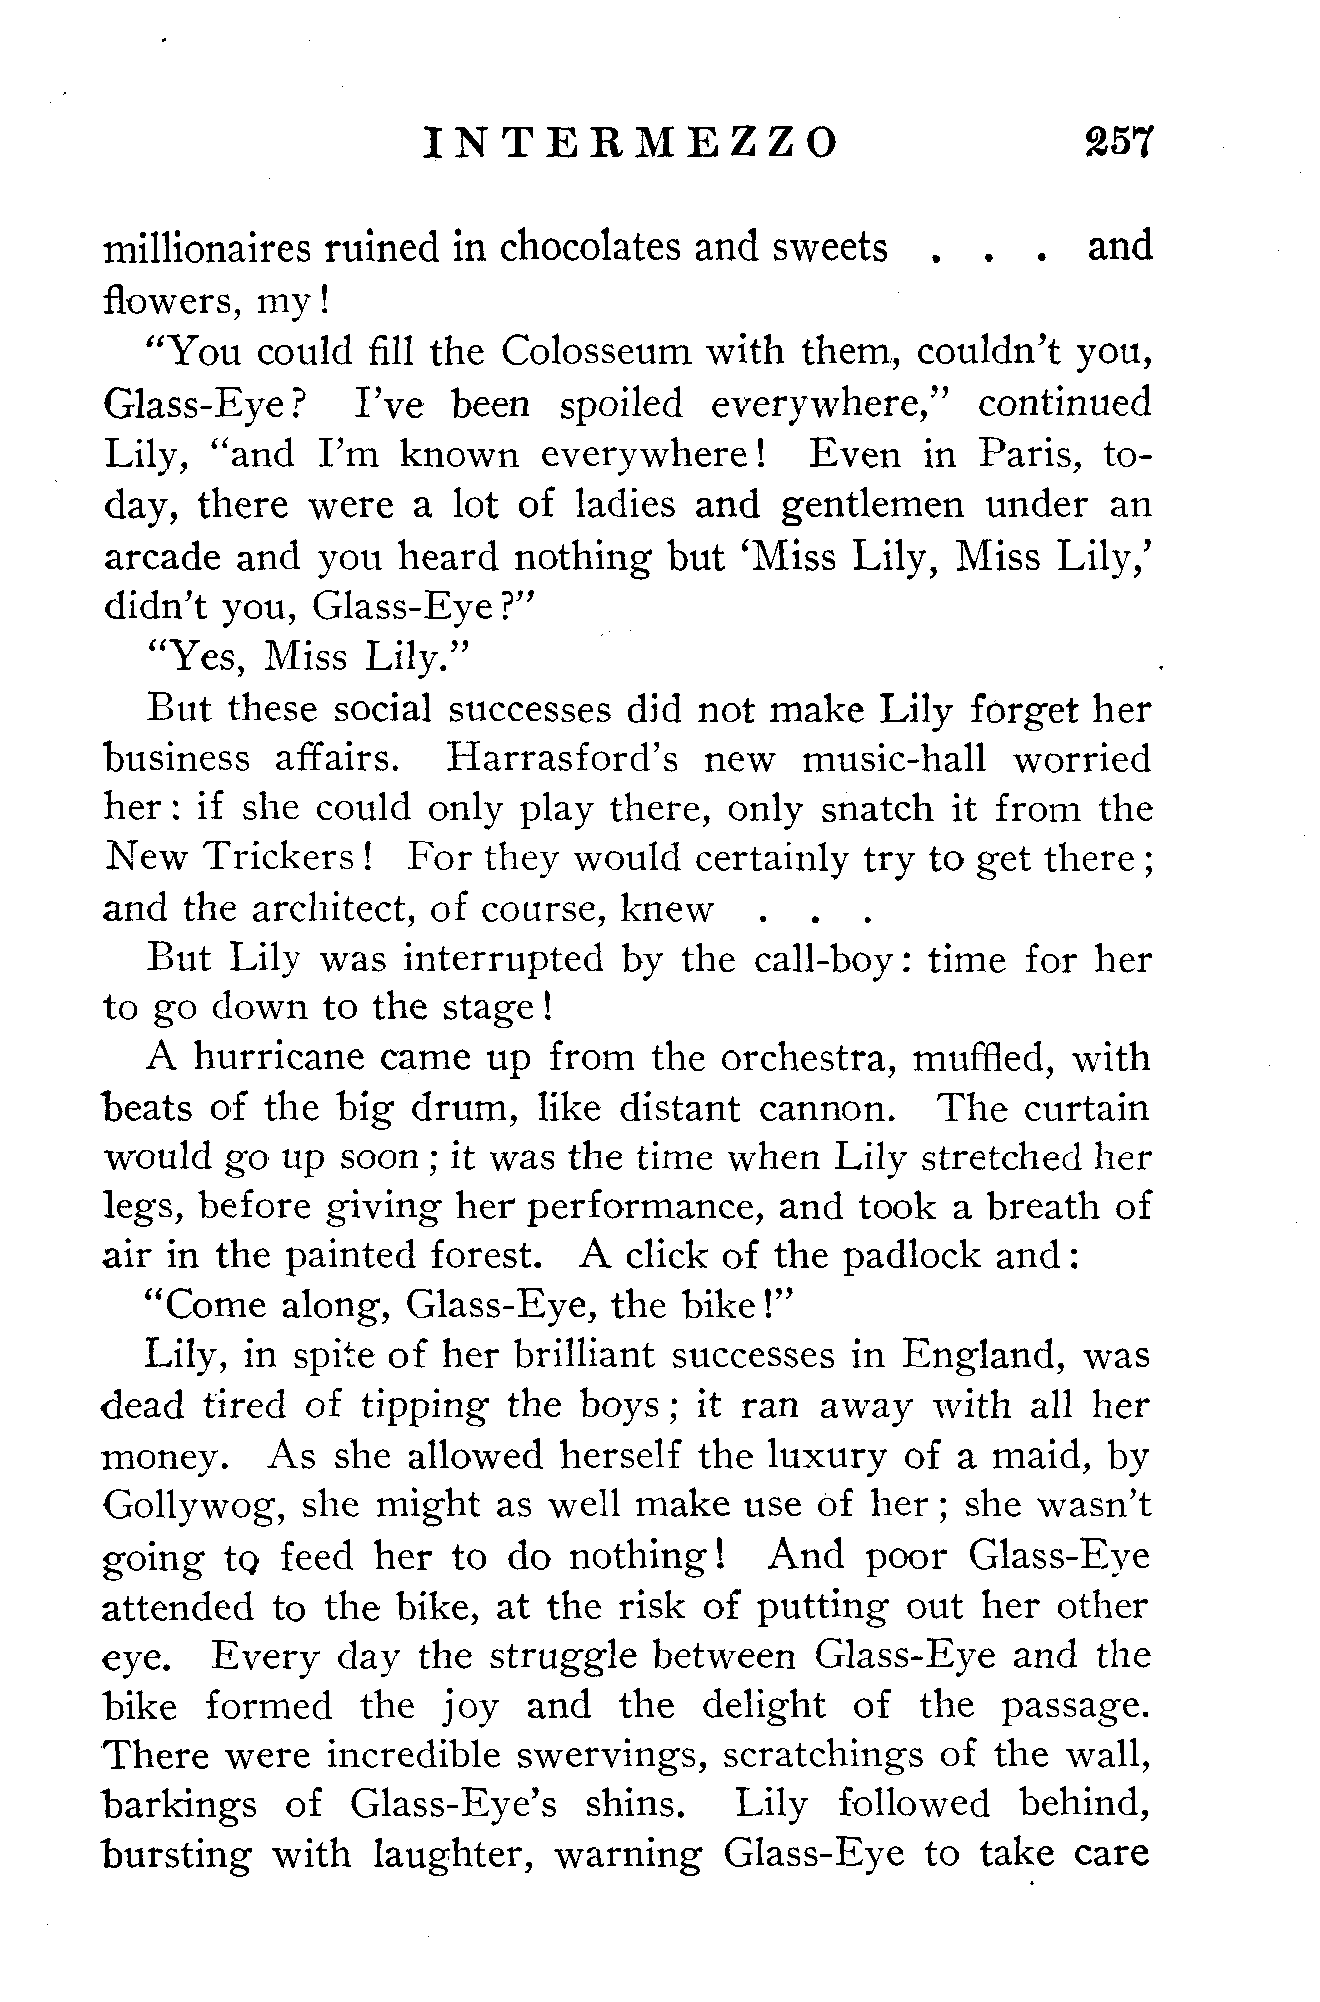 INTERMEZZO 257
millionaires ruined in chocolates and sweets . . . and
flowers, my!
"You could fill the Colosseum with them, couldn't you,
Glass-Eye? I've been spoiled everywhere," continued
Lily, "and I'm known everywhere! Even in Paris, to-
day, there were a lot of ladies and gentlemen under an
arcade and you heard nothing but 'Miss Lily, Miss Lily,'
didn't you, Glass-Eye?"
"Yes, Miss Lily."
But these social successes did not make Lily forget her
business affairs. Harrasford's new music-hall worried
her: if she could only play there, only snatch it from the
New Trickers! For they would certainly try to get there;
and the architect, of course, knew . . .
But Lily was interrupted by the call-boy: time for her
to go down to the stage!
A hurricane came up from the orchestra, muffled, with
beats of the big drum, like distant cannon. The curtain
would go up soon; it was the time when Lily stretched her
legs, before giving her performance, and took a breath of
air in the painted forest. A click of the padlock and:
"Come along, Glass-Eye, the bike!"
Lily, in spite of her brilliant successes in England, was
dead tired of tipping the boys; it ran away with all her
money. As she allowed herself the luxury of a maid, by
Gollywog, she might as well make use of her; she wasn't
going to feed her to do nothing! And poor Glass-Eye
attended to the bike, at the risk of putting out her other
eye. Every day the struggle between Glass-Eye and the
bike formed the joy and the delight of the passage.
There were incredible swervings, scratchings of the wall,
barkings of Glass-Eye's shins. Lily followed behind,
bursting with laughter, warning Glass-Eye to take care